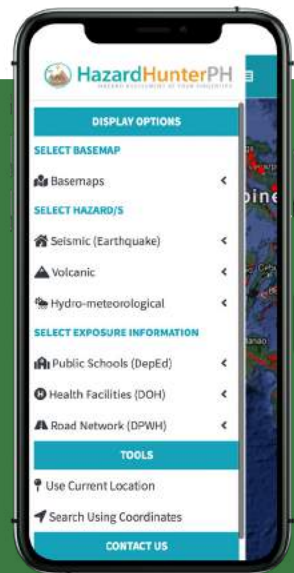 HazardHunterPH
HAZARD ASSESSMENT AT YOUR FINGERTIPS
DISPLAY OPTIONS
SELECT BASEMAP
Basemaps
SELECT HAZARD/S
Seismic (Earthquake)
Volcanic
Hydro-meteorological
SELECT EXPOSURE INFORMATION
Public Schools (DepEd)
Health Facilities (DOH)
Road Network (DPWH)
TOOLS
Use Current Location
Search Using Coordinates
CONTACT US